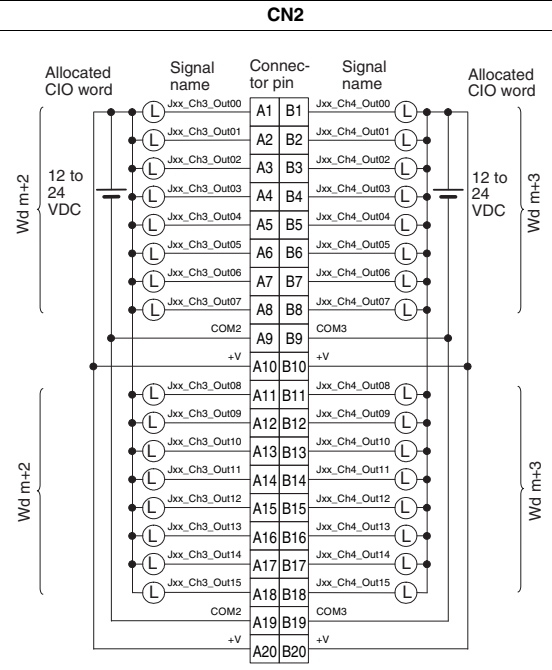 CN2
Allocated CIO word
Signal name
Connec-tor pin
Signal name
Allocated CIO word
Jxx_Ch3_Out00 A1 B1 Jxx_Ch4_Out00
L L
Jxx_Ch3_Out01 A2 B2 Jxx_Ch4_Out01
L L
Jxx_Ch3_Out02 A3 B3 Jxx_Ch4_Out02
L L
Wd m+2
12 to 24 VDC
12 to 24 VDC
Wd m+3
Jxx_Ch3_Out03 A4 B4 Jxx_Ch4_Out03
L L
Jxx_Ch3_Out04 A5 B5 Jxx_Ch4_Out04
L L
Jxx_Ch3_Out05 A6 B6 Jxx_Ch4_Out05
L L
Jxx_Ch3_Out06 A7 B7 Jxx_Ch4_Out06
L L
Jxx_Ch3_Out07 A8 B8 Jxx_Ch4_Out07
L L
COM2 A9 B9 COM3
+V A10 B10 +V
Jxx_Ch3_Out08 A11 B11 Jxx_Ch4_Out08
L L
Jxx_Ch3_Out09 A12 B12 Jxx_Ch4_Out09
L L
Jxx_Ch3_Out10 A13 B13 Jxx_Ch4_Out10
L L
Jxx_Ch3_Out11 A14 B14 Jxx_Ch4_Out11
L L
Wd m+2
Wd m+3
Jxx_Ch3_Out12 A15 B15 Jxx_Ch4_Out12
L L
Jxx_Ch3_Out13 A16 B16 Jxx_Ch4_Out13
L L
Jxx_Ch3_Out14 A17 B17 Jxx_Ch4_Out14
L L
Jxx_Ch3_Out15 A18 B18 Jxx_Ch4_Out15
L L
COM2 A19 B19 COM3
+V A20 B20 +V